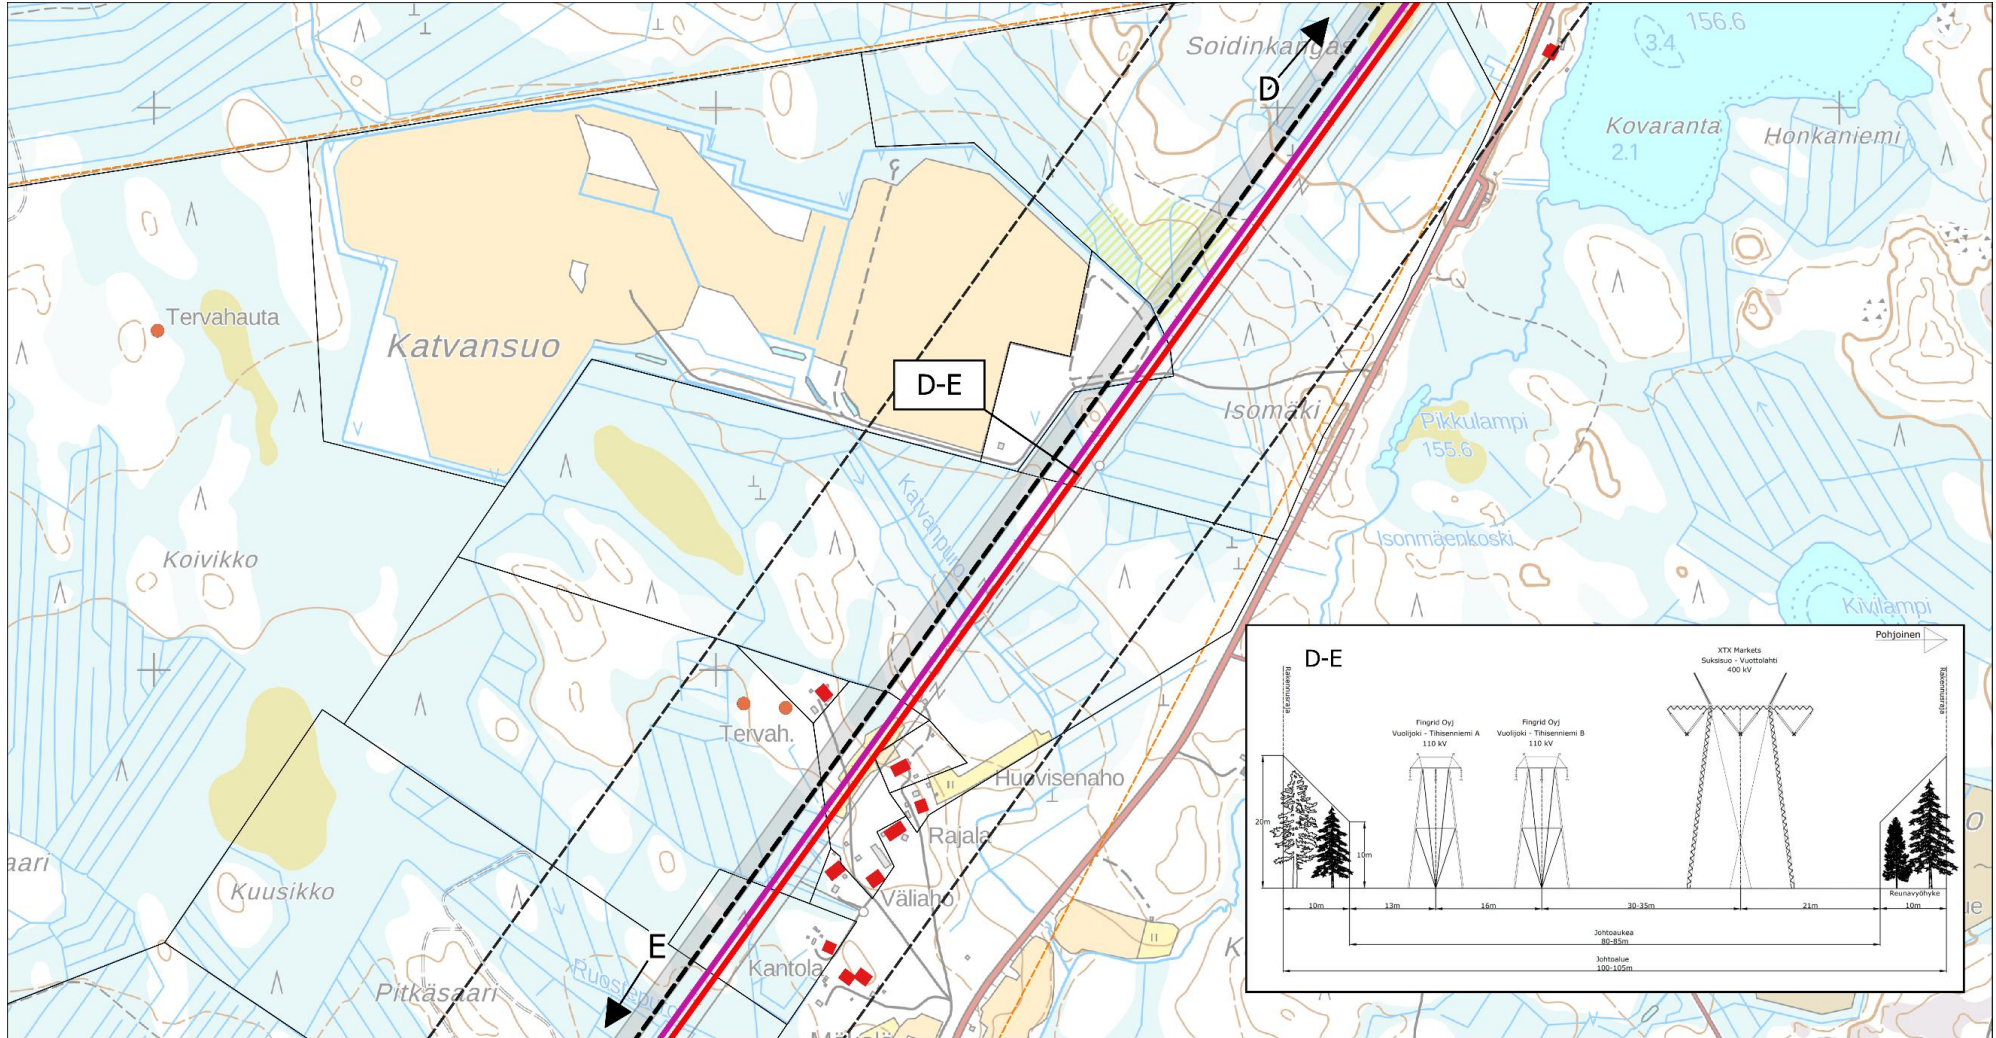 Soidinkangas
D
3.4
156.6
Kovaranta
2.1
Honkaniemi
Tervahauta
Katvansuo
D-E
Isomäki
Pikkulampi
155.6
Katvanpuro
Isonmäenkoski
Koivikko
Kivilampi
Tervah.
Huovisenaho
Rajala
Väliaho
Kuusikko
aari
E
Kantola
Ruostepuro
Pitkäsaari
K
O
ue
D-E
Pohjoinen
XTX Markets
Suksisuo - Vuottolahti
400 kV
Rakennusraja
Rakennusraja
Fingrid Oyj
Vuolijoki - Tihisenniemi A
110 kV
Fingrid Oyj
Vuolijoki - Tihisenniemi B
110 kV
20m
10m
Reunavyöhyke
10m
13m
16m
30-35m
21m
10m
Johtoaukea
80-85m
Johtoalue
100-105m